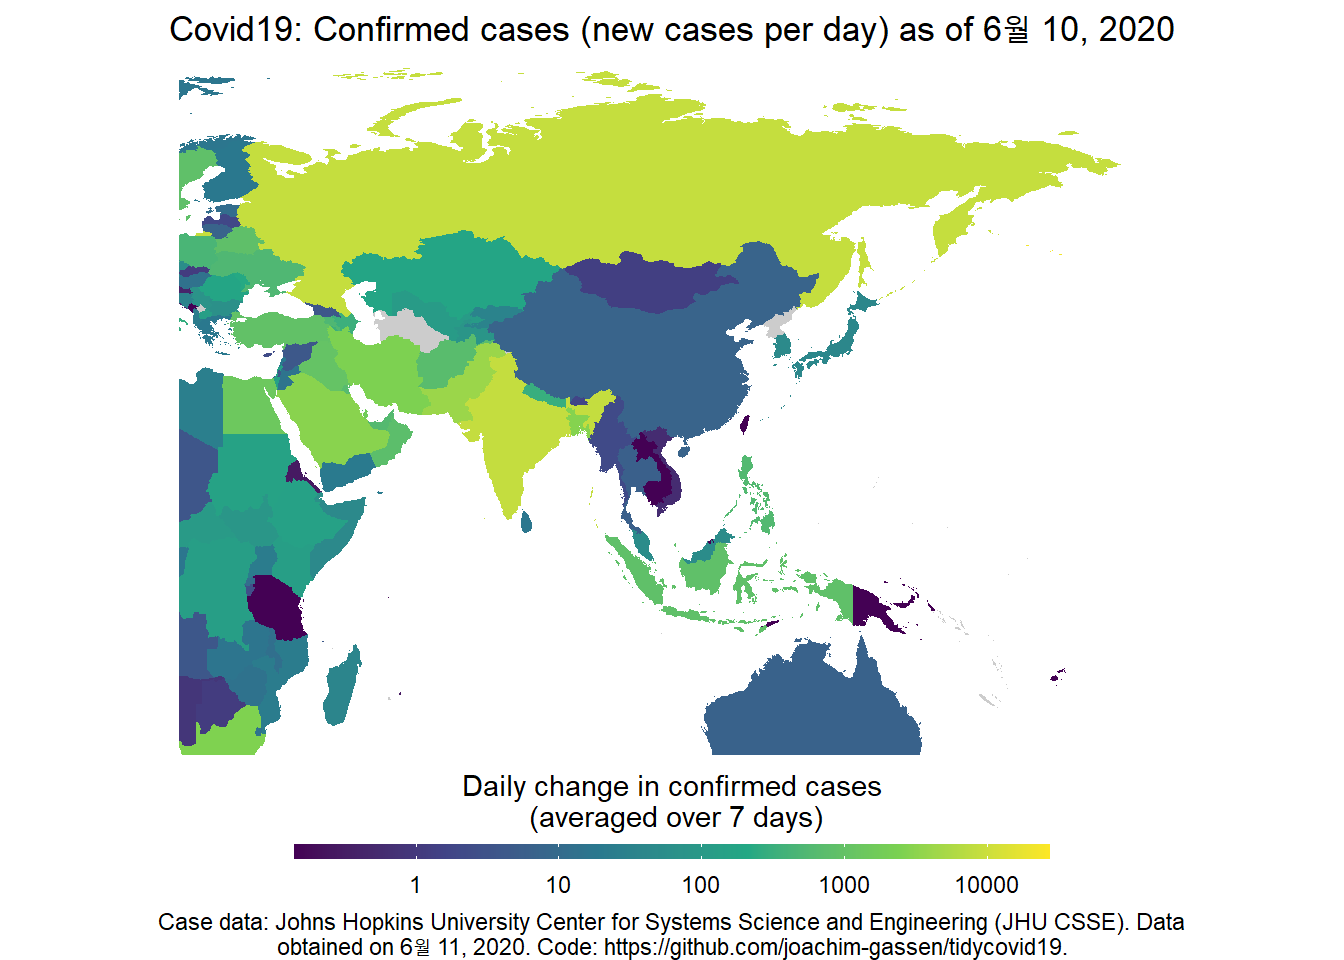 Covid19: Confirmed cases (new cases per day) as of 6월 10, 2020
Daily change in confirmed cases
(averaged over 7 days)
1 10 100 1000 10000
Case data: Johns Hopkins University Center for Systems Science and Engineering (JHU CSSE). Data
obtained on 6월 11, 2020. Code: https://github.com/joachim-gassen/tidycovid19.